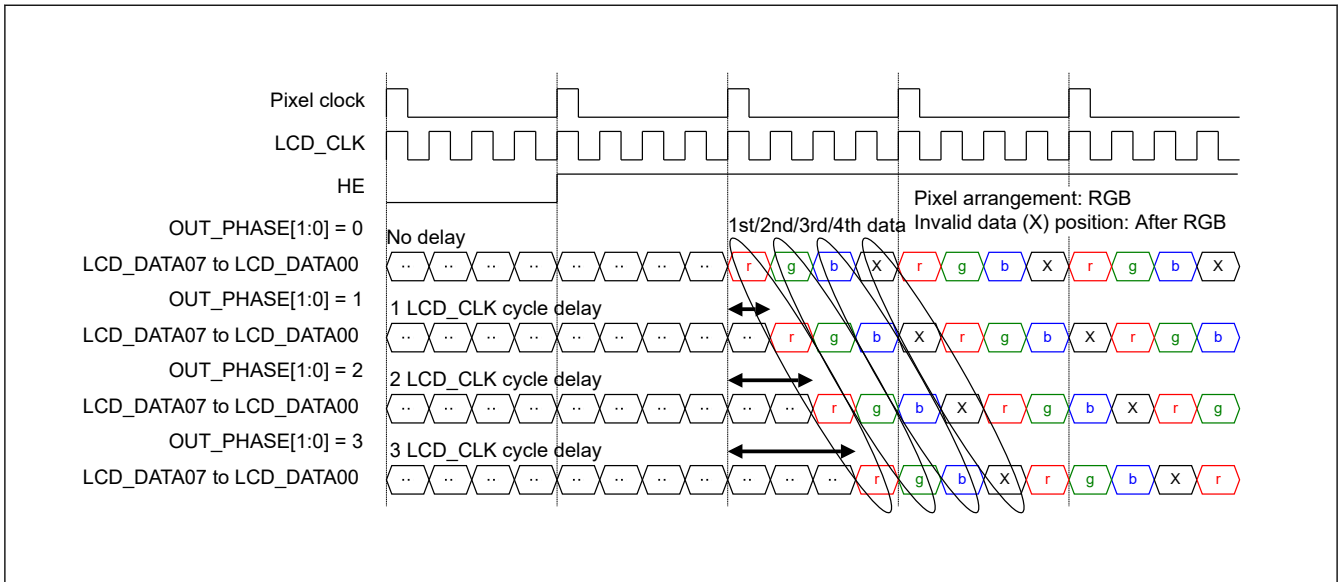 Pixel clock
LCD_CLK
HE
Pixel arrangement: RGB
OUT_PHASE[1:0] = 0 No delay 1st/2nd/3rd/4th data Invalid data (X) position: After RGB
LCD_DATA07 to LCD_DATA00 ·· ·· ·· ·· ·· ·· ·· ·· r g b X r g b X r g b X
OUT_PHASE[1:0] = 1 1 LCD_CLK cycle delay
LCD_DATA07 to LCD_DATA00 ·· ·· ·· ·· ·· ·· ·· ·· ·· r g b X r g b X r g b
OUT_PHASE[1:0] = 2 2 LCD_CLK cycle delay
LCD_DATA07 to LCD_DATA00 ·· ·· ·· ·· ·· ·· ·· ·· ·· ·· r g b X r g b X r g
OUT_PHASE[1:0] = 3 3 LCD_CLK cycle delay
LCD_DATA07 to LCD_DATA00 ·· ·· ·· ·· ·· ·· ·· ·· ·· ·· ·· r g b X r g b X r